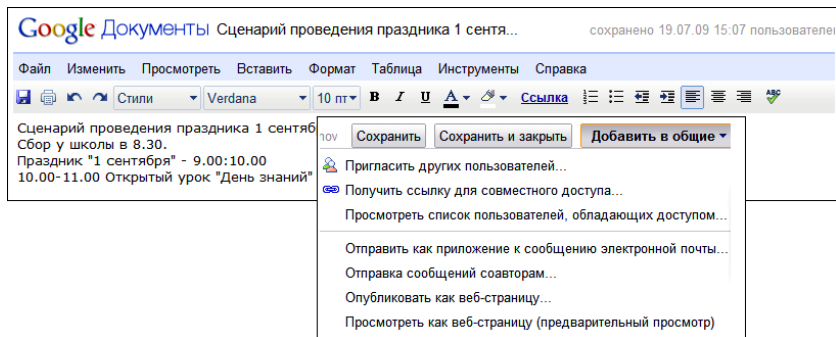 Google Документы Сценарий проведения праздника 1 сентя... сохранено 19.07.09 15:07 пользователе
Файл Изменить Просмотреть Вставить Формат Таблица Инструменты Справка
Стили Verdana 10 пт B I U A Ссылка ABC
Сценарий проведения праздника 1 сентяб
Сбор у школы в 8.30.
Праздник "1 сентября" - 9.00:10.00
10.00-11.00 Открытый урок "День знаний"
nov Сохранить Сохранить и закрыть Добавить в общие
Пригласить других пользователей...
Получить ссылку для совместного доступа...
Просмотреть список пользователей, обладающих доступом...
Отправить как приложение к сообщению электронной почты...
Отправка сообщений соавторам...
Опубликовать как веб-страницу...
Просмотреть как веб-страницу (предварительный просмотр)